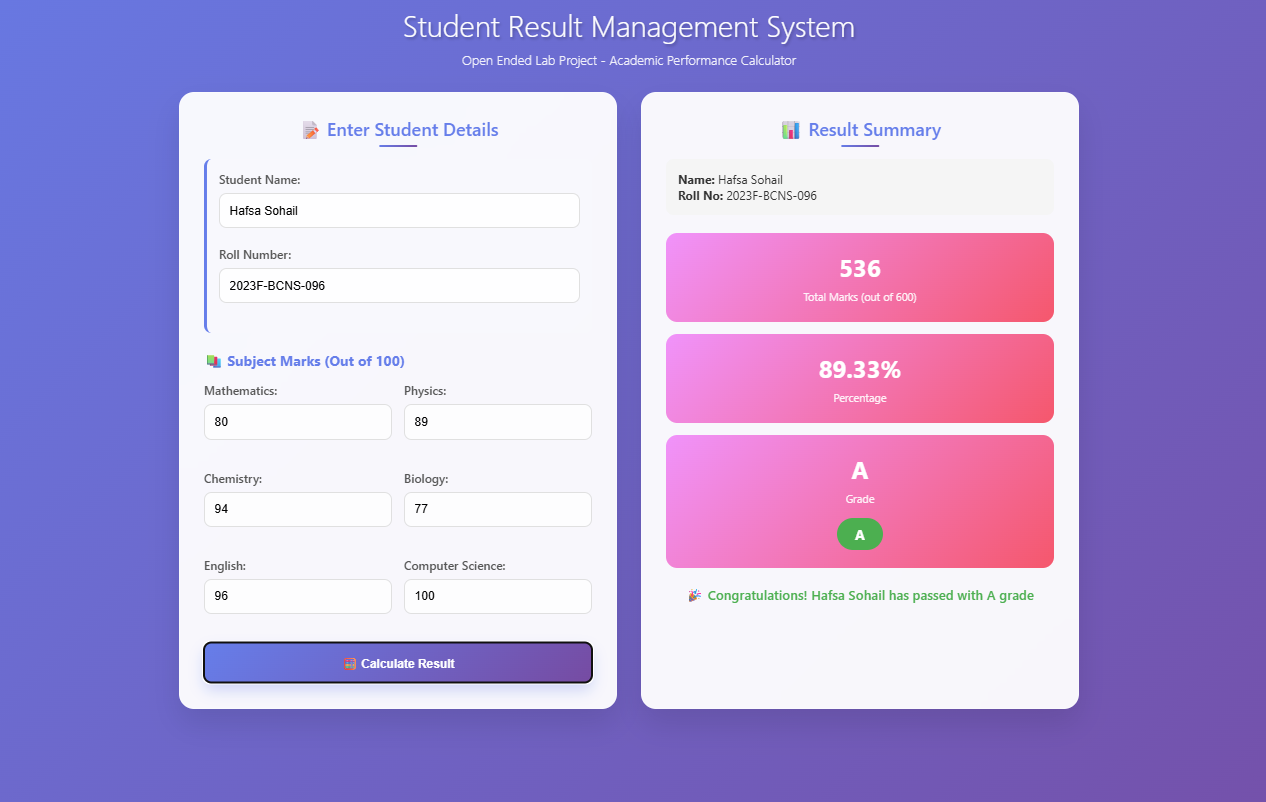 Student Result Management System
Open Ended Lab Project - Academic Performance Calculator
📝 Enter Student Details
Student Name:
Hafsa Sohail
Roll Number:
2023F-BCNS-096
📚 Subject Marks (Out of 100)
Mathematics:
80
Physics:
89
Chemistry:
94
Biology:
77
English:
96
Computer Science:
100
🧮 Calculate Result
📊 Result Summary
Name: Hafsa Sohail
Roll No: 2023F-BCNS-096
536
Total Marks (out of 600)
89.33%
Percentage
A
Grade
A
🎉 Congratulations! Hafsa Sohail has passed with A grade